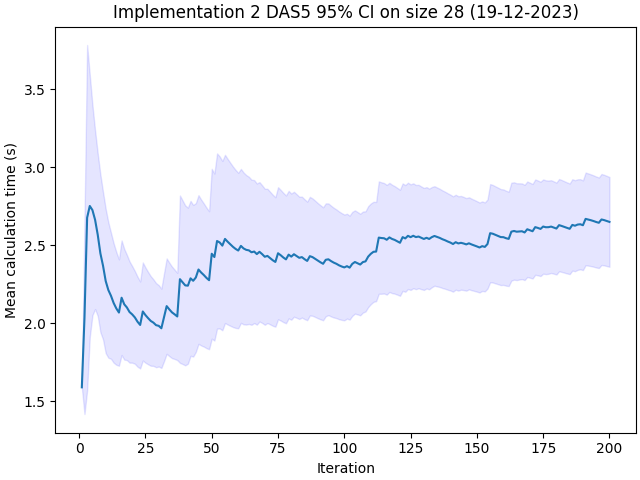 Implementation 2 DAS5 95% CI on size 28 (19-12-2023)
Mean calculation time (s)
3.5
3.0
2.5
2.0
1.5
0 25 50 75 100 125 150 175 200
Iteration